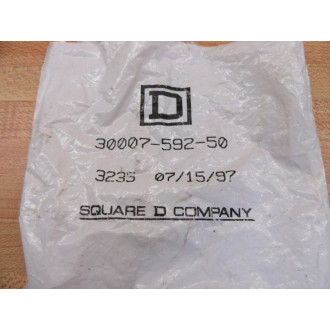 D
30007-592-50
3235 07/15/97
SQUARE D COMPANY